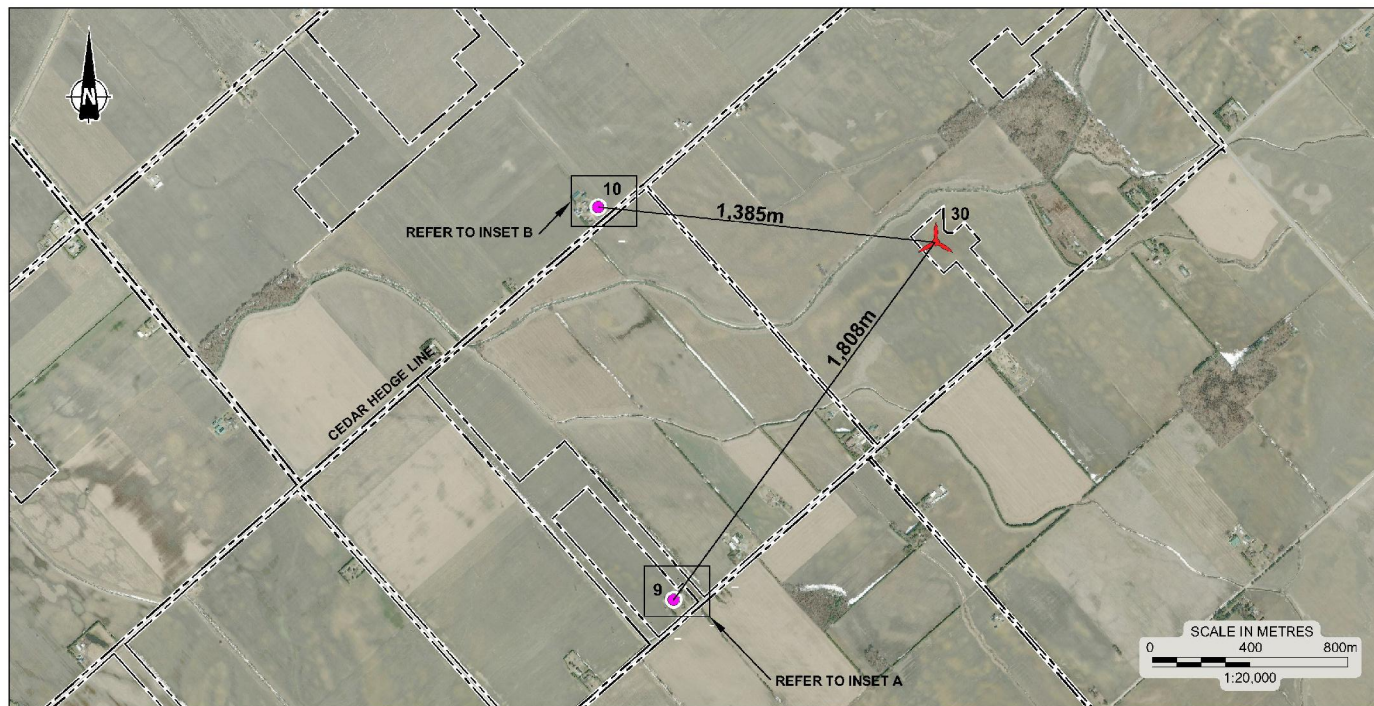 N
10
REFER TO INSET B
1,385m
30
1,808m
CEDAR HEDGE LINE
9
REFER TO INSET A
SCALE IN METRES
0 400 800m
1:20,000